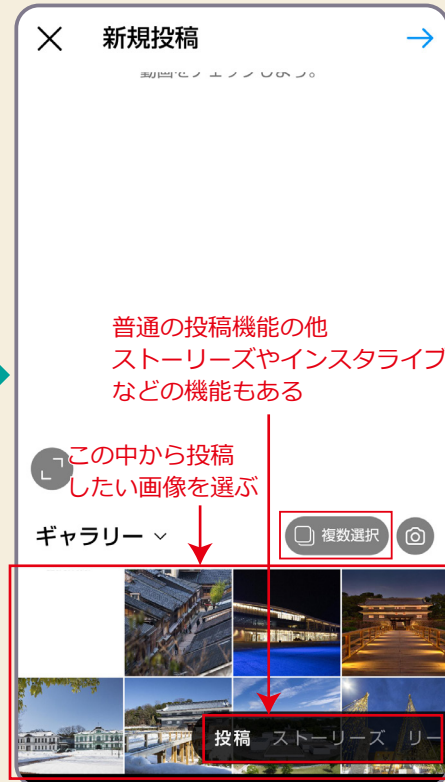 新規投稿
動画をチェックしよう。
普通の投稿機能の他
ストーリーズやインスタライブ
などの機能もある
この中から投稿
したい画像を選ぶ
ギャラリー
複数選択
投稿 ストーリーズ リー